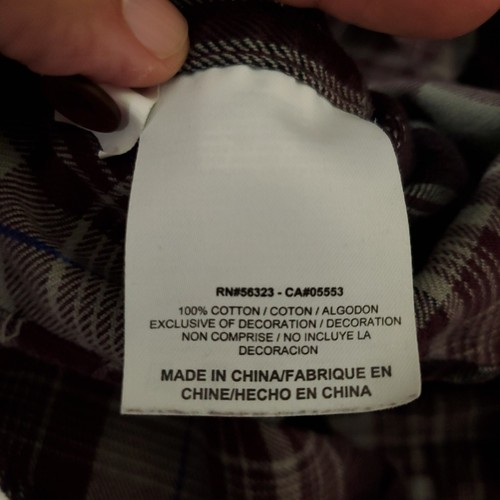 RN#56323 - CA#05553
100% COTTON / COTON / ALGODON
EXCLUSIVE OF DECORATION / DECORATION
NON COMPRISE / NO INCLUYE LA
DECORACION
MADE IN CHINA/FABRIQUE EN
CHINE/HECHO EN CHINA